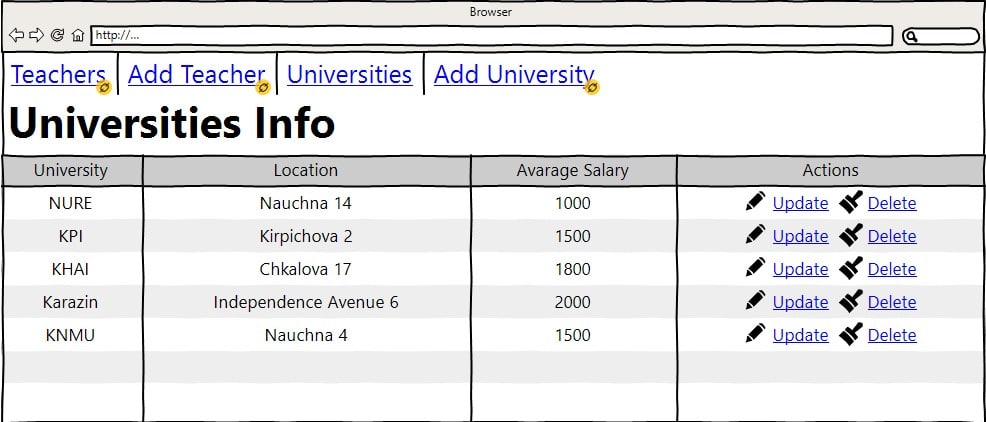 Browser
http://...
Teachers Add Teacher Universities Add University
Universities Info
University Location Avarage Salary Actions
NURE Nauchna 14 1000 Update Delete
KPI Kirpichova 2 1500 Update Delete
KHAI Chkalova 17 1800 Update Delete
Karazin Independence Avenue 6 2000 Update Delete
KNMU Nauchna 4 1500 Update Delete